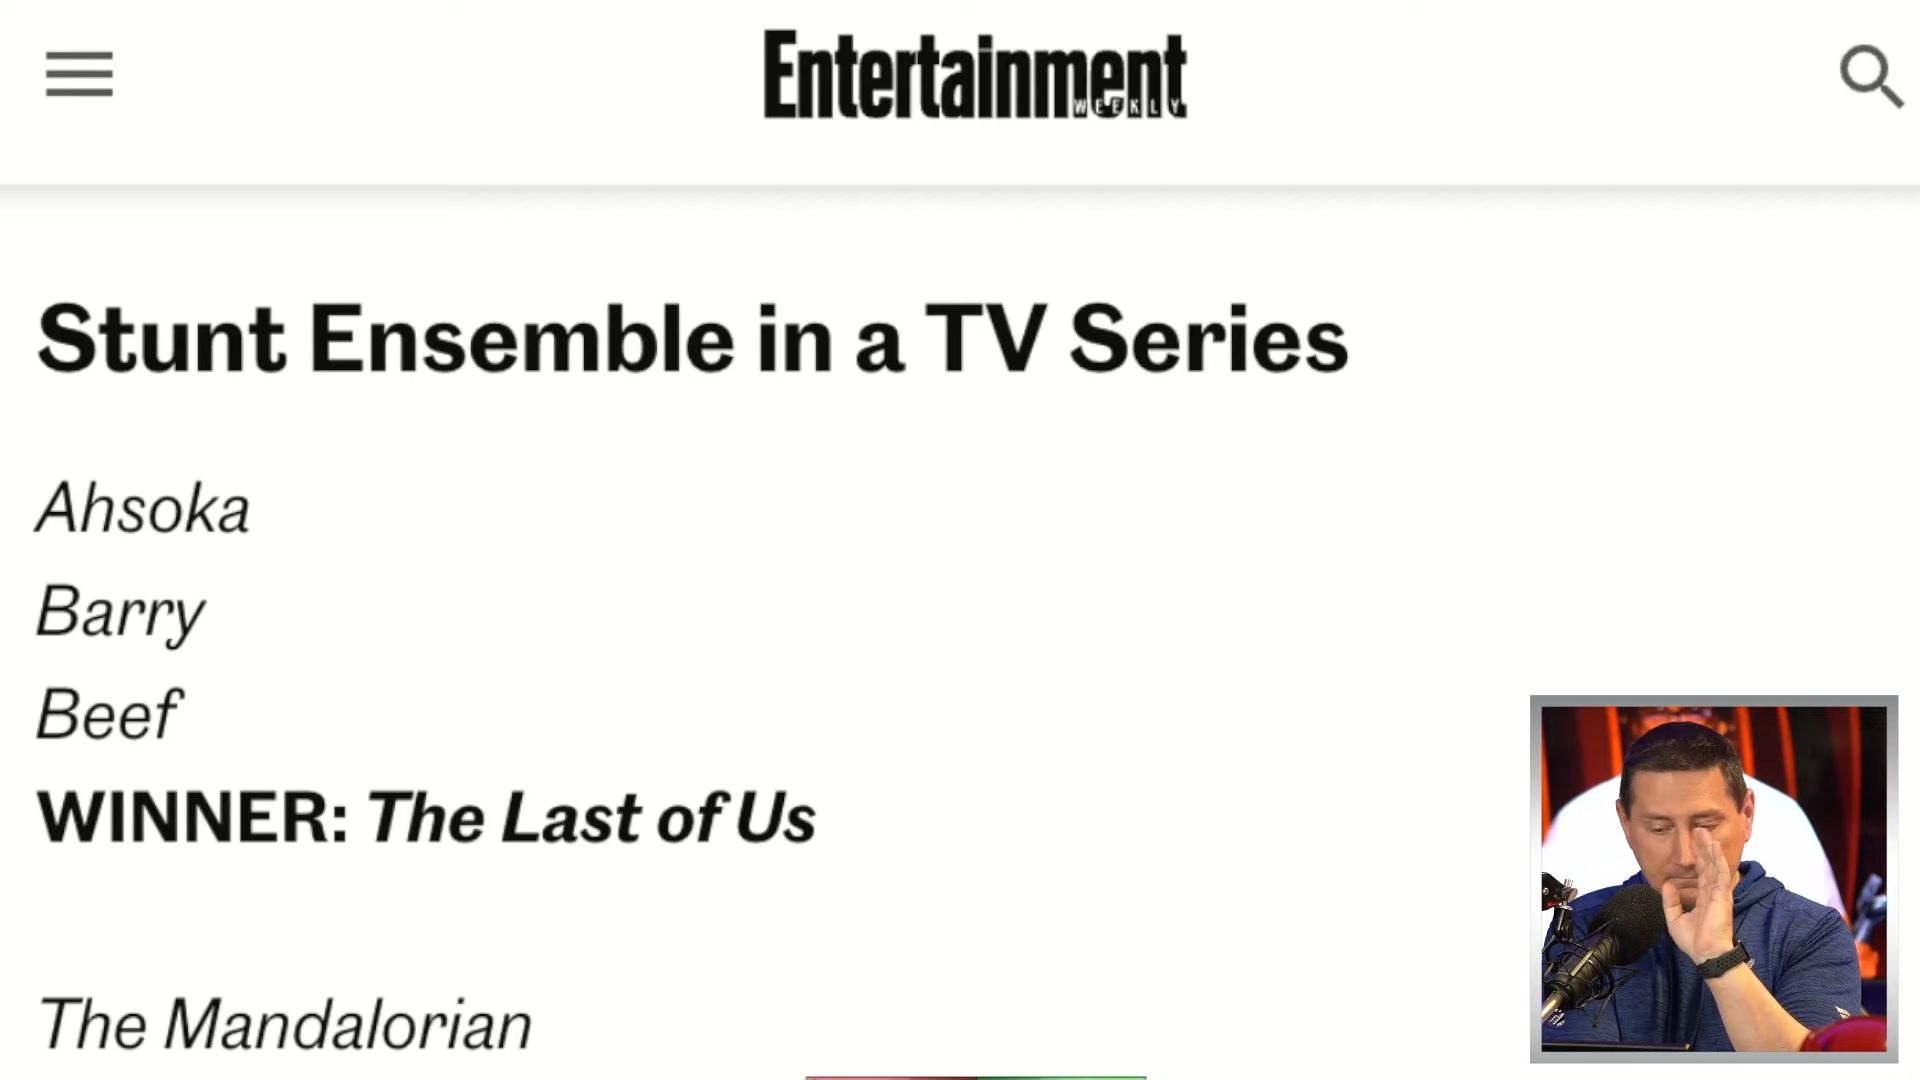 Entertainment
WEEKLY
Stunt Ensemble in a TV Series
Ahsoka
Barry
Beef
WINNER: The Last of Us
The Mandalorian